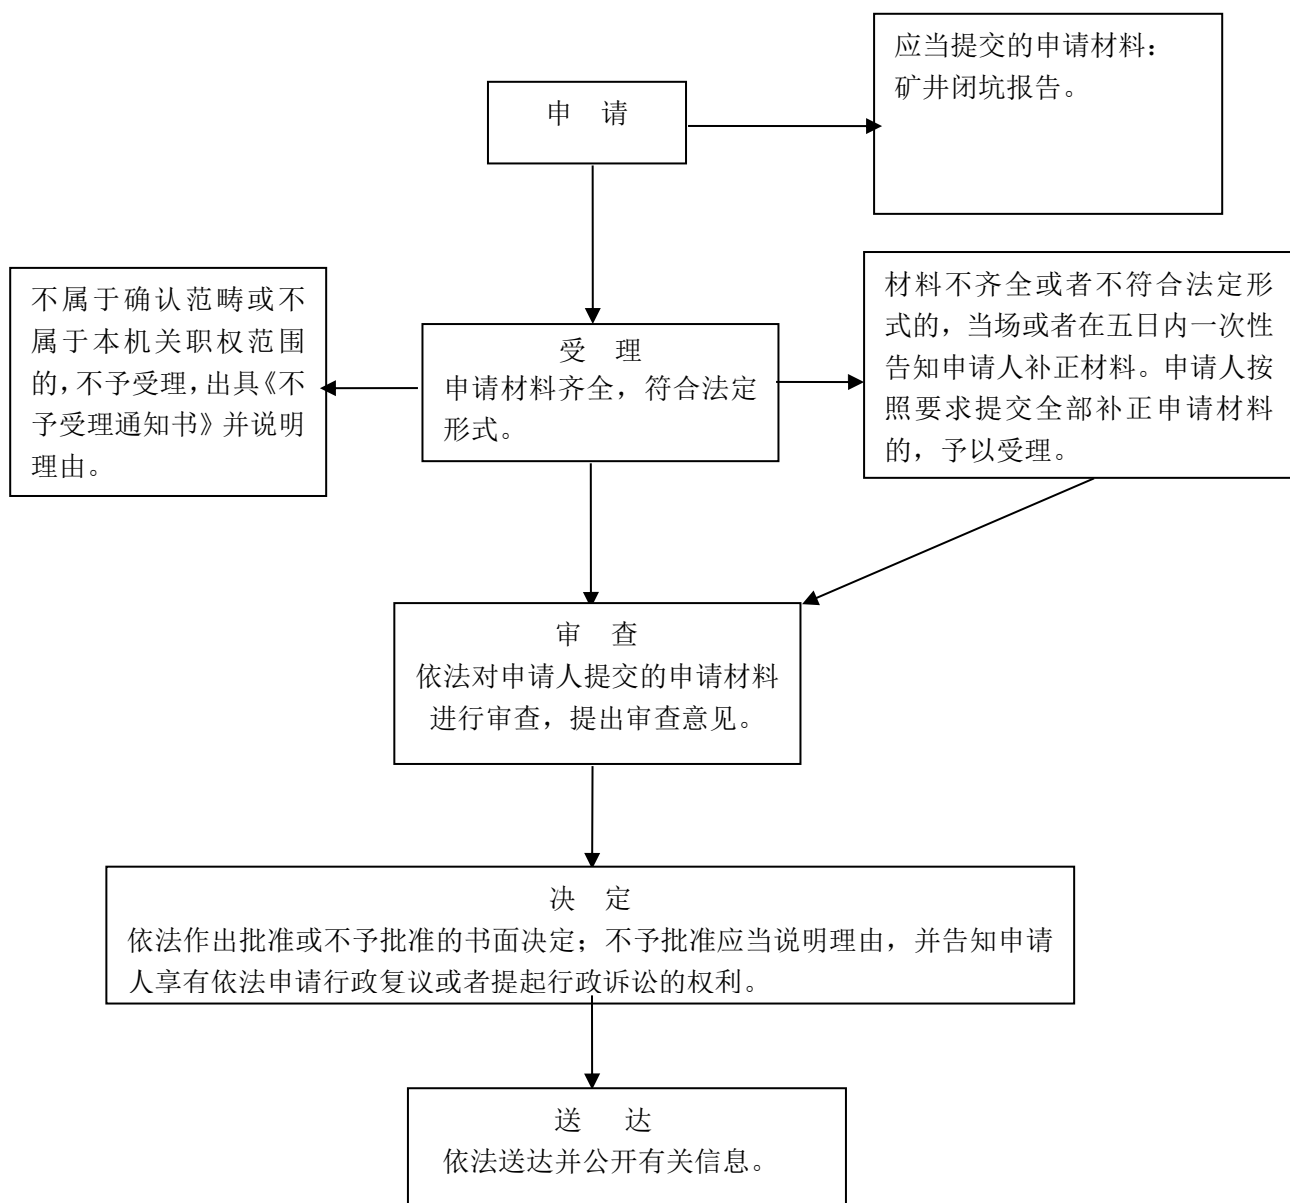 应当提交的申请材料：
矿井闭坑报告。
申 请
不属于确认范畴或不
属于本机关职权范围
的，不予受理，出具《不
予受理通知书》并说明
理由。
受 理
申请材料齐全，符合法定
形式。
材料不齐全或者不符合法定形
式的，当场或者在五日内一次性
告知申请人补正材料。申请人按
照要求提交全部补正申请材料
的，予以受理。
审 查
依法对申请人提交的申请材料
进行审查，提出审查意见。
决 定
依法作出批准或不予批准的书面决定；不予批准应当说明理由，并告知申请
人享有依法申请行政复议或者提起行政诉讼的权利。
送 达
依法送达并公开有关信息。